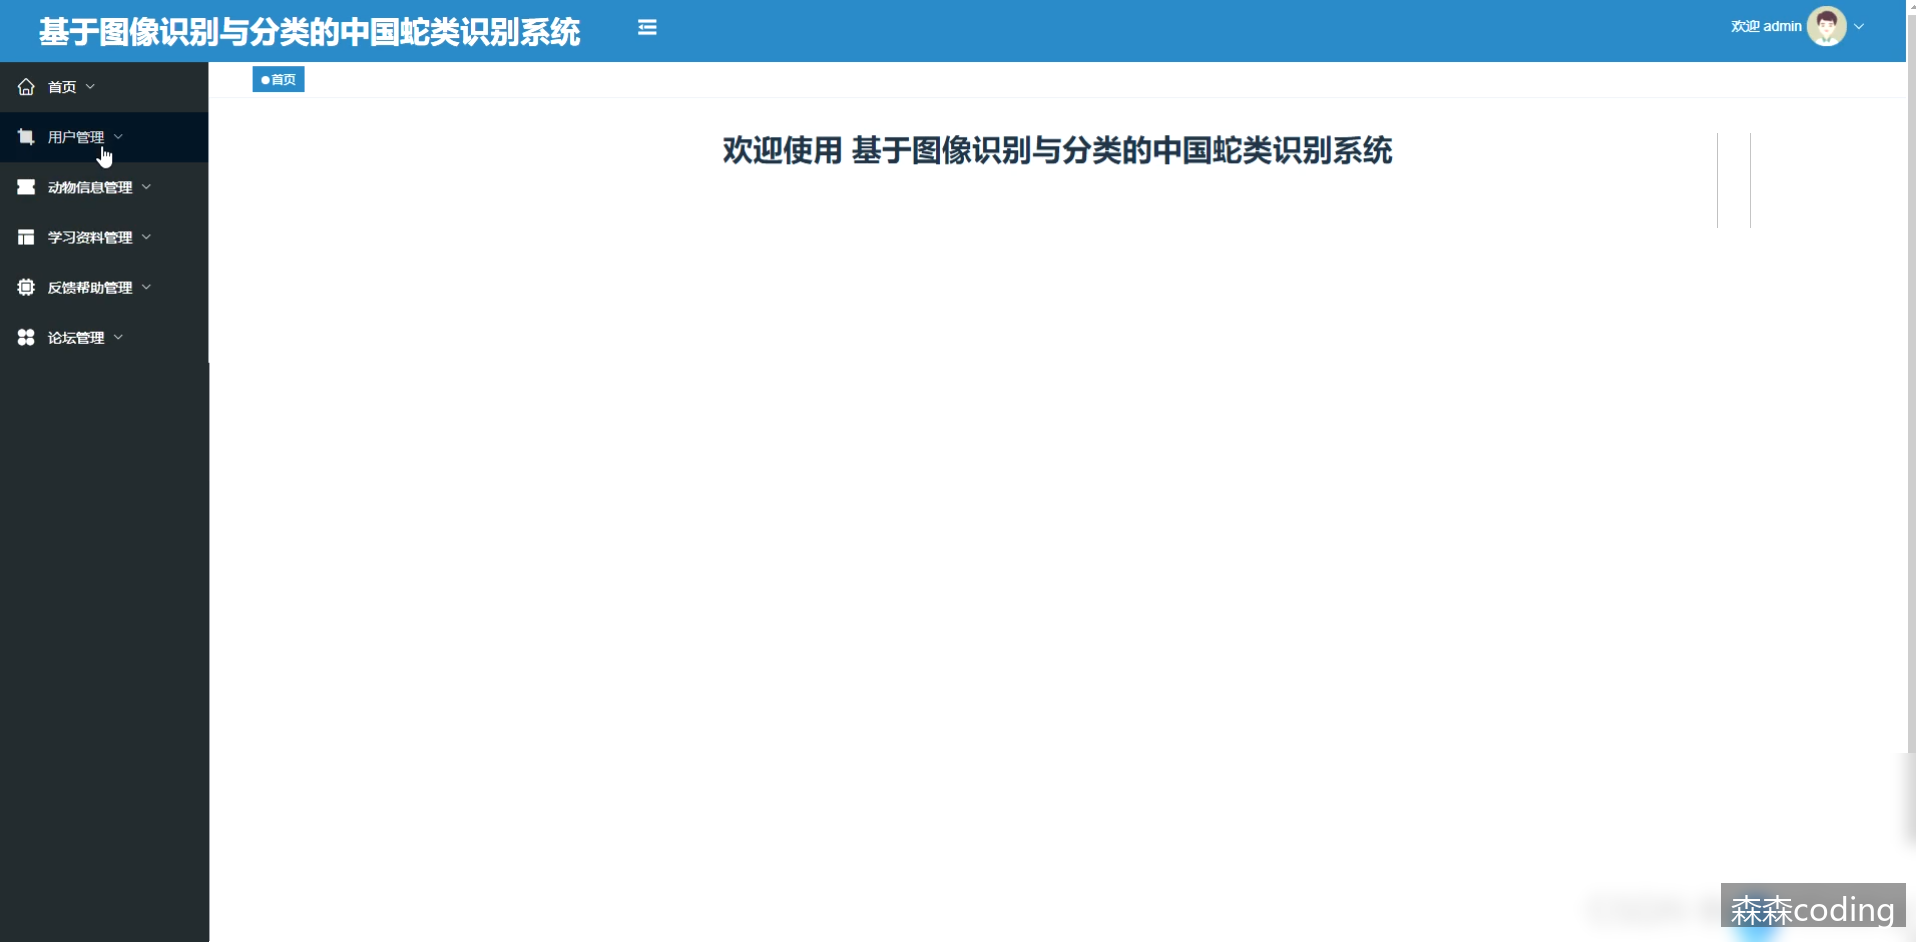 基于图像识别与分类的中国蛇类识别系统
欢迎 admin
首页
首页
用户管理
欢迎使用 基于图像识别与分类的中国蛇类识别系统
动物信息管理
学习资料管理
反馈帮助管理
论坛管理
森森coding